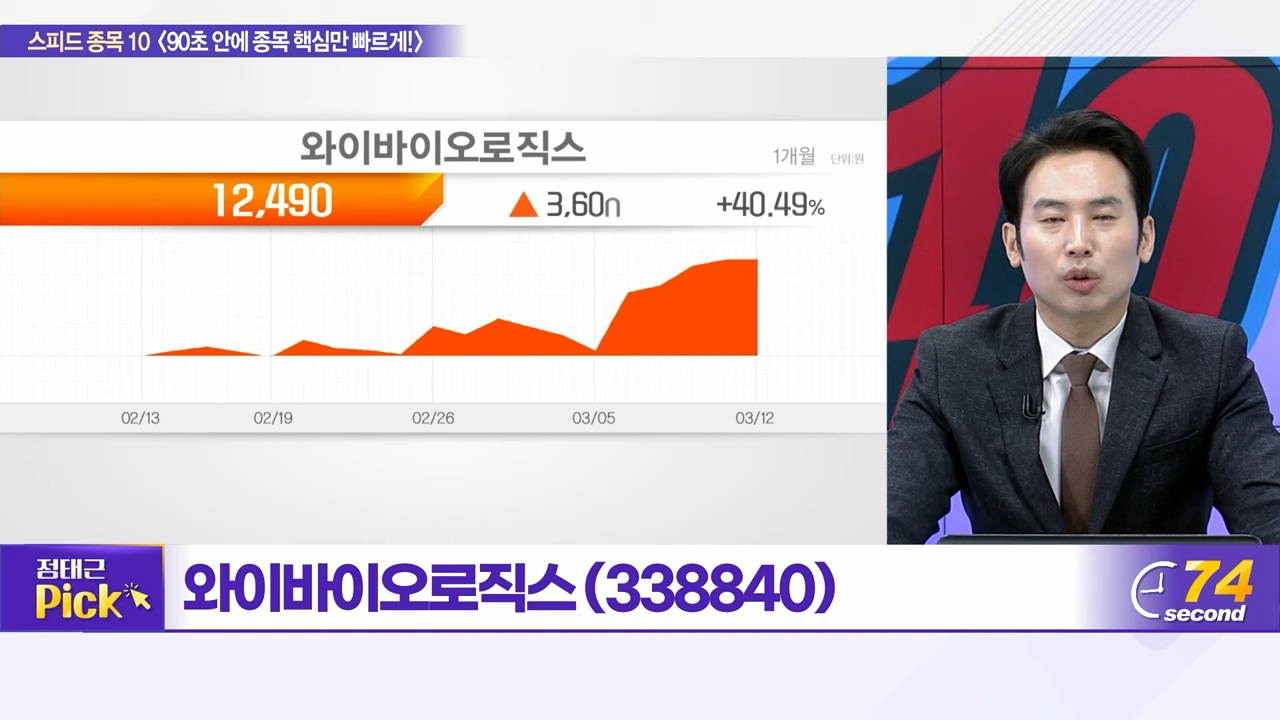 스피드 종목 10 〈90초 안에 종목 핵심만 빠르게!〉
와이바이오로직스
1개월 단위:원
12,490 ▲ 3,60 +40.49%
02/13 02/19 02/26 03/05 03/12
정태근
Pick
와이바이오로직스 (338840)
74
second
10